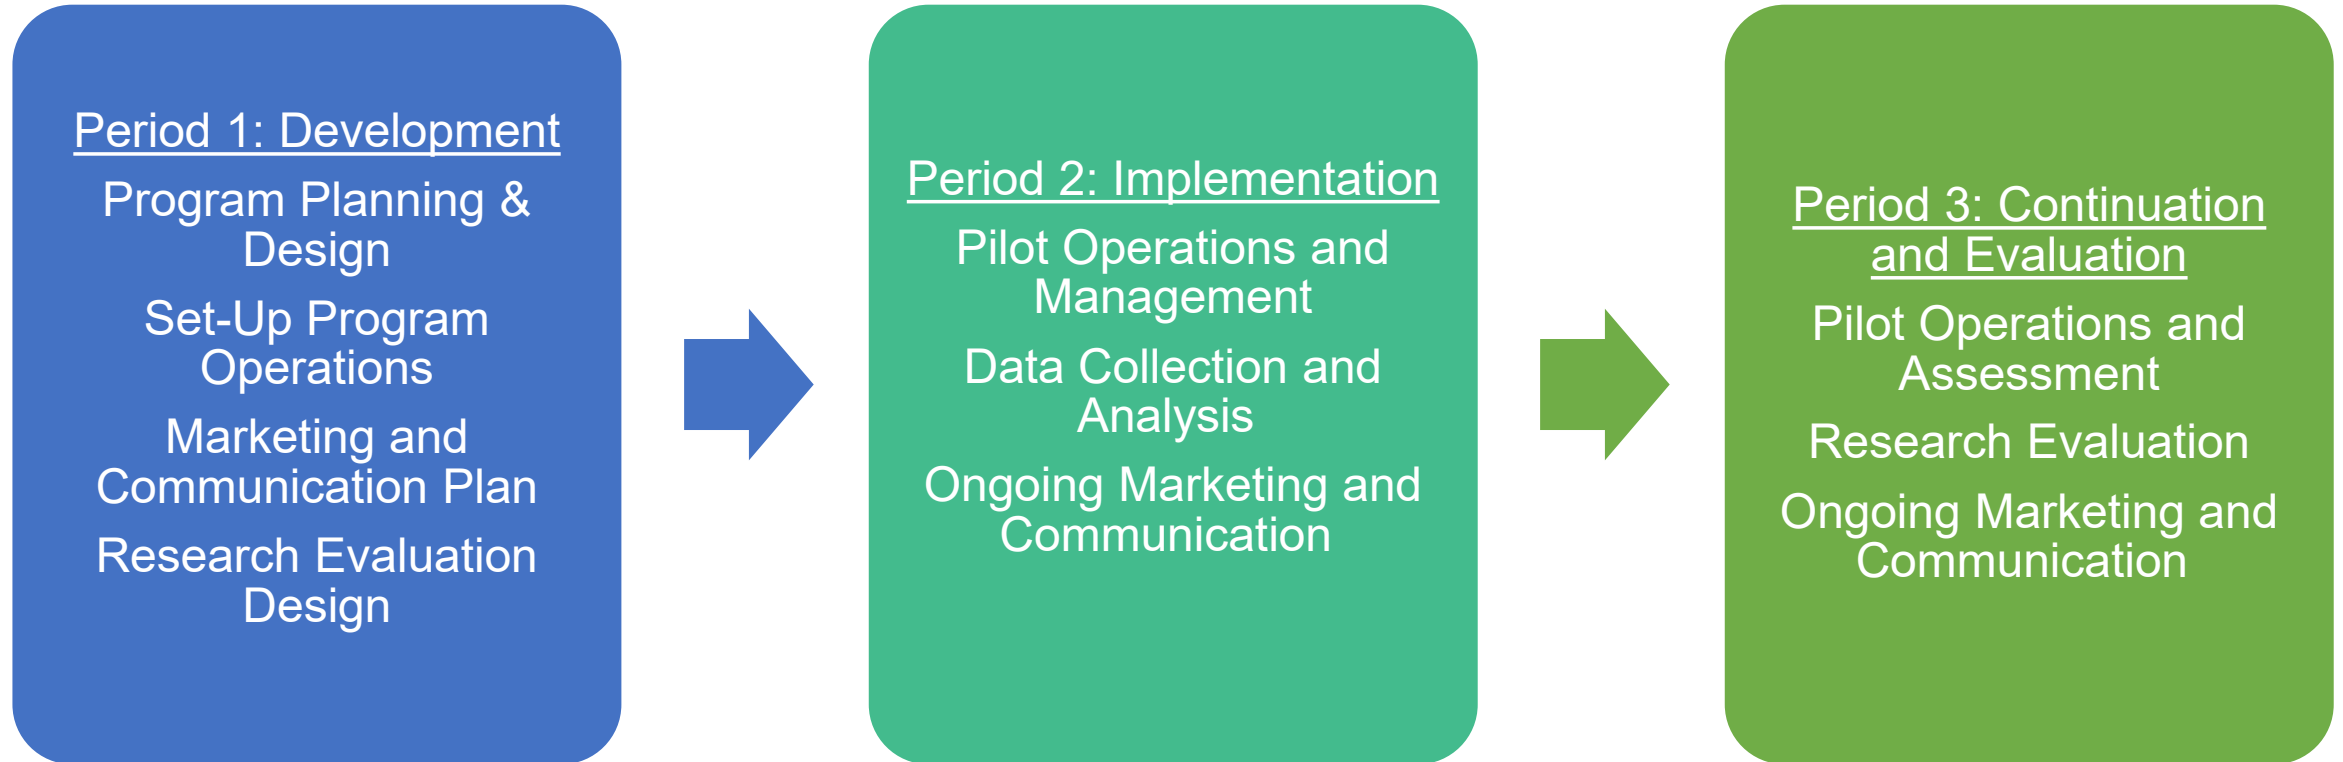 Period 1: Development
Program Planning &
Design
Set-Up Program
Operations
Marketing and
Communication Plan
Research Evaluation
Design
Period 2: Implementation
Pilot Operations and
Management
Data Collection and
Analysis
Ongoing Marketing and
Communication
Period 3: Continuation
and Evaluation
Pilot Operations and
Assessment
Research Evaluation
Ongoing Marketing and
Communication